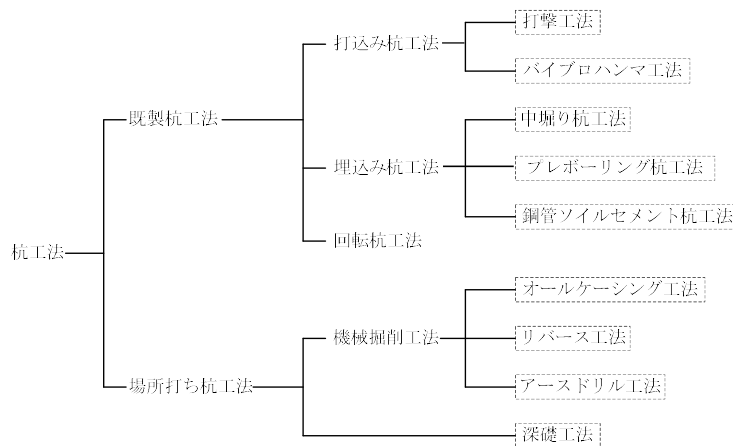 打撃工法
打込み杭工法
バイブロハンマ工法
既製杭工法
中堀り杭工法
埋込み杭工法
プレボーリング杭工法
鋼管ソイルセメント杭工法
回転杭工法
杭工法
オールケーシング工法
機械掘削工法
リバース工法
場所打ち杭工法
アースドリル工法
深礎工法